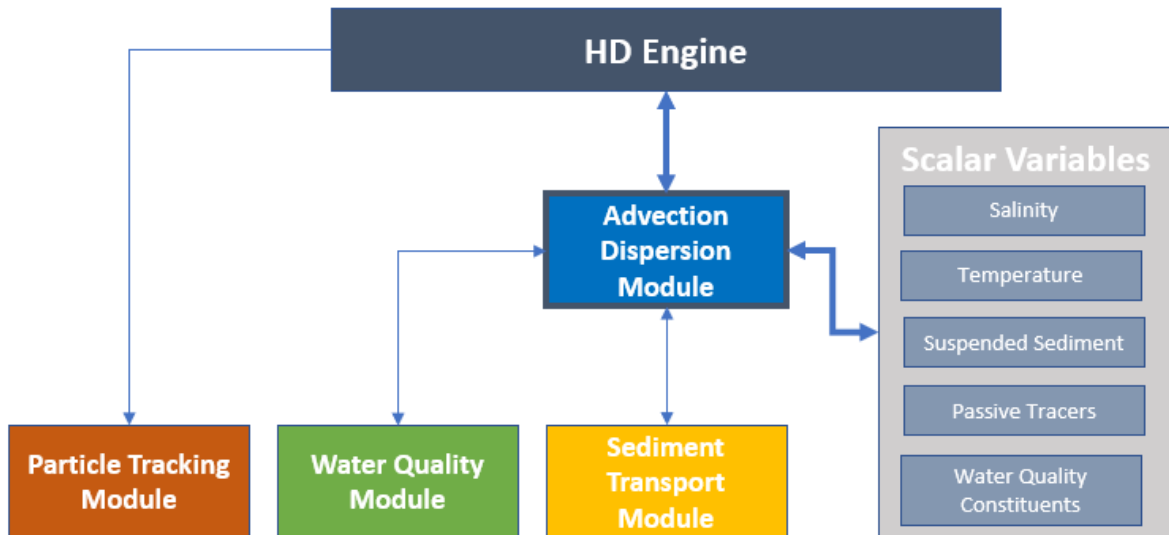 HD Engine
Advection
Dispersion
Module
Scalar Variables
Salinity
Temperature
Suspended Sediment
Passive Tracers
Water Quality
Constituents
Particle Tracking
Module
Water Quality
Module
Sediment
Transport
Module